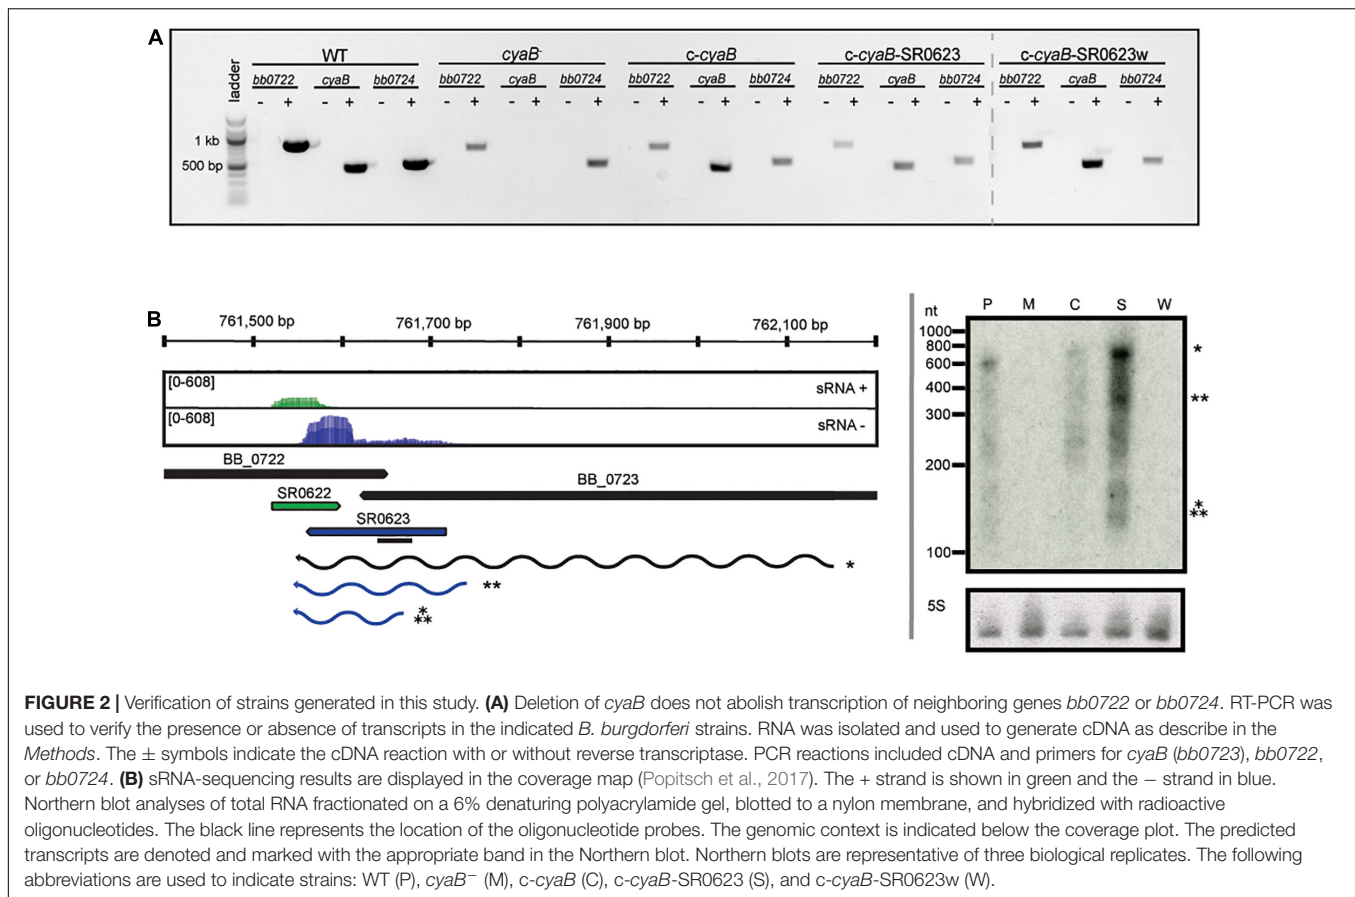 A
WT cyaB- c-cyaB c-cyaB-SR0623 c-cyaB-SR0623w
ladder
bb0722 cyaB bb0724 bb0722 cyaB bb0724 bb0722 cyaB bb0724 bb0722 cyaB bb0724 bb0722 cyaB bb0724
- + - + - + - + - + - + - + - + - + - + - + - + - + - + - +
1 kb
500 bp
B
761,500 bp 761,700 bp 761,900 bp 762,100 bp
[0-608] sRNA +
[0-608] sRNA -
BB_0722
BB_0723
SR0622
SR0623
*
**
⁂
nt P M C S W
1000
800
600
400
300
200
100
*
**
⁂
5S
FIGURE 2 | Verification of strains generated in this study. (A) Deletion of cyaB does not abolish transcription of neighboring genes bb0722 or bb0724. RT-PCR was
used to verify the presence or absence of transcripts in the indicated B. burgdorferi strains. RNA was isolated and used to generate cDNA as describe in the
Methods. The ± symbols indicate the cDNA reaction with or without reverse transcriptase. PCR reactions included cDNA and primers for cyaB (bb0723), bb0722,
or bb0724. (B) sRNA-sequencing results are displayed in the coverage map (Popitsch et al., 2017). The + strand is shown in green and the − strand in blue.
Northern blot analyses of total RNA fractionated on a 6% denaturing polyacrylamide gel, blotted to a nylon membrane, and hybridized with radioactive
oligonucleotides. The black line represents the location of the oligonucleotide probes. The genomic context is indicated below the coverage plot. The predicted
transcripts are denoted and marked with the appropriate band in the Northern blot. Northern blots are representative of three biological replicates. The following
abbreviations are used to indicate strains: WT (P), cyaB− (M), c-cyaB (C), c-cyaB-SR0623 (S), and c-cyaB-SR0623w (W).